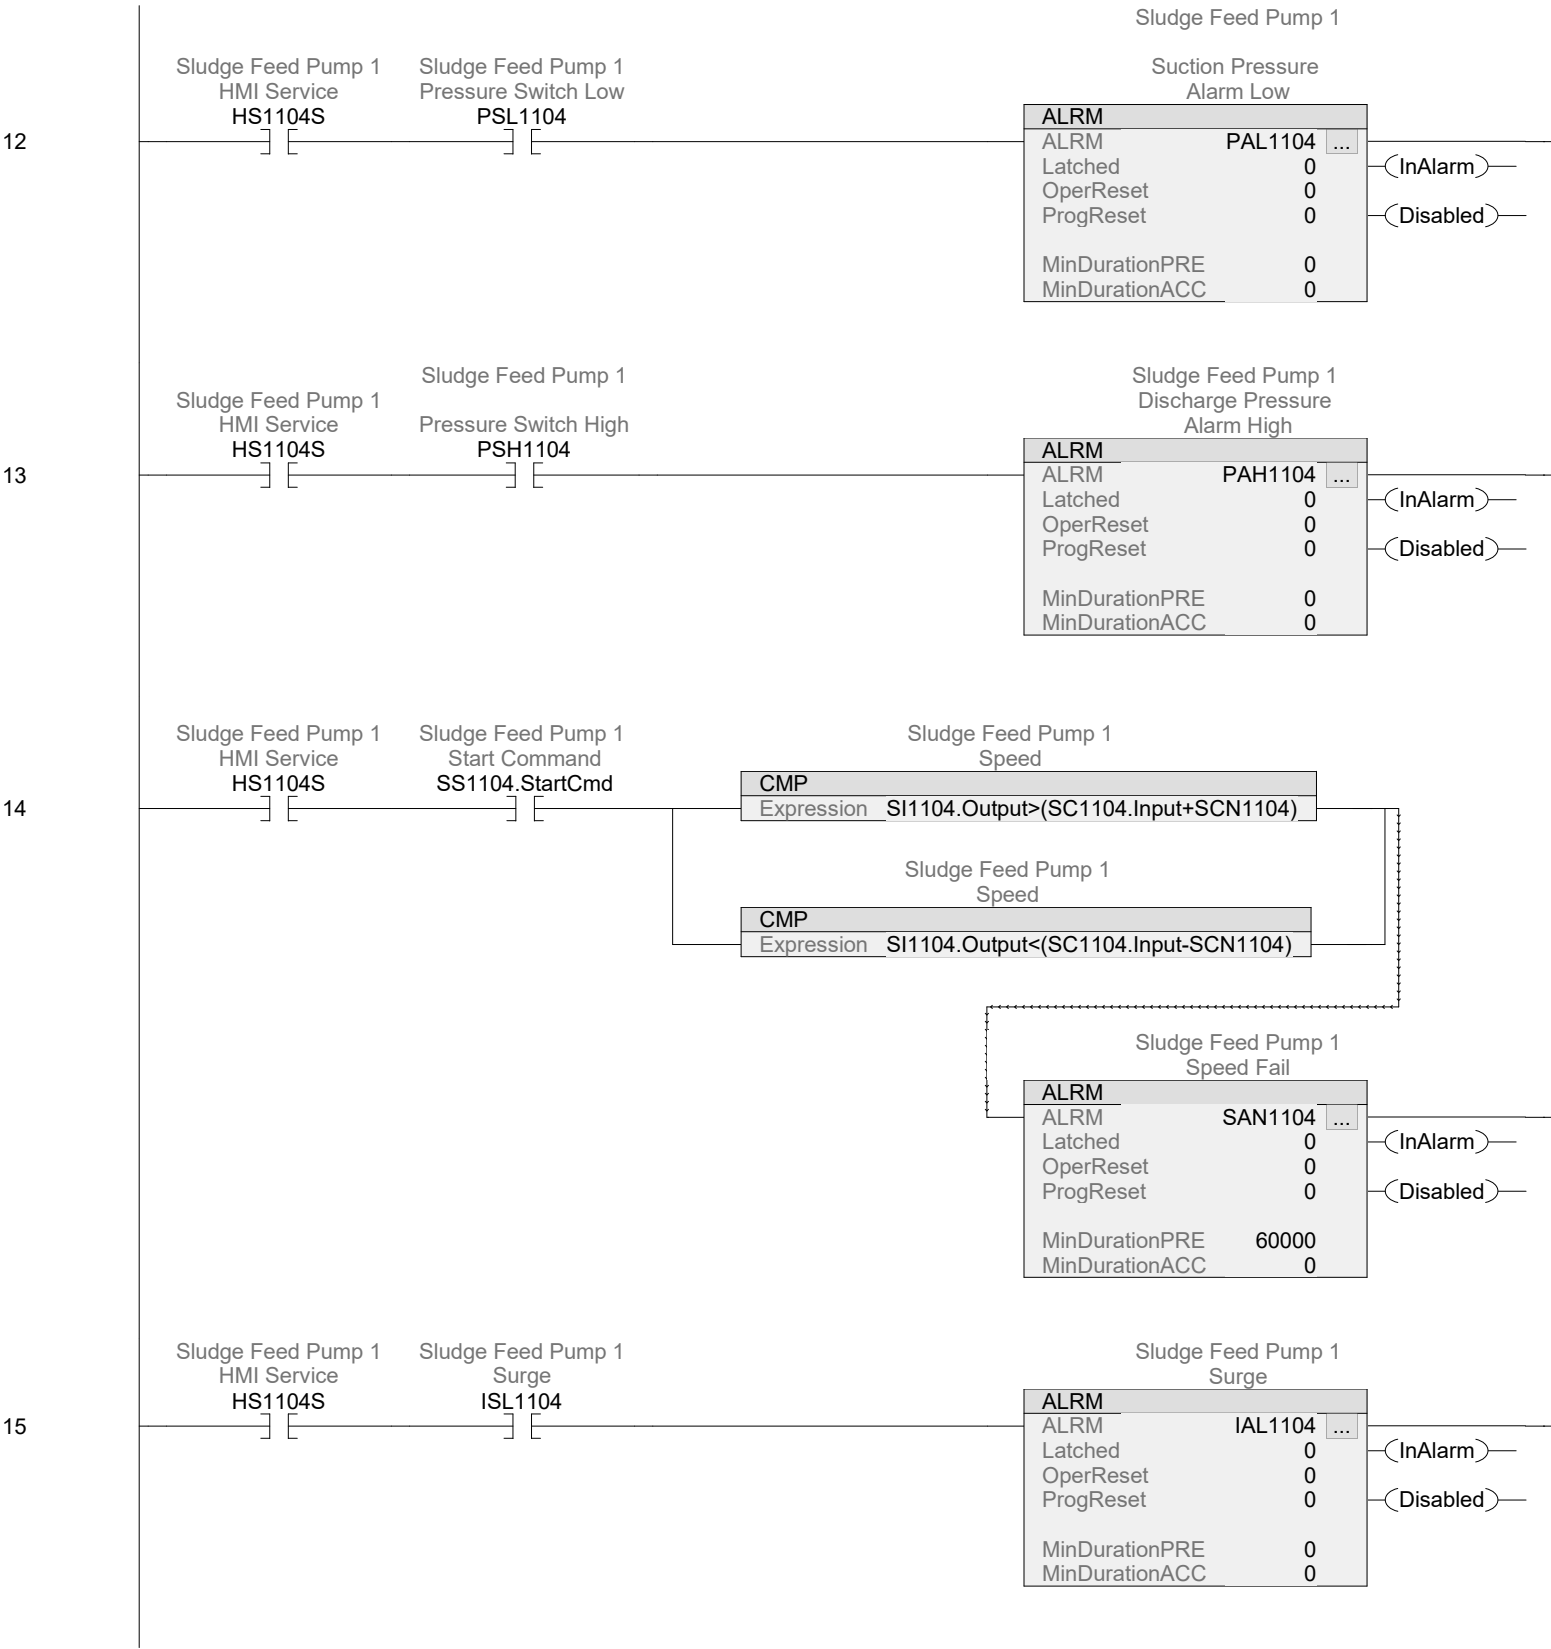 Sludge Feed Pump 1
Sludge Feed Pump 1 Sludge Feed Pump 1 Suction Pressure
HMI Service Pressure Switch Low Alarm Low
HS1104S PSL1104 ALRM
12 ALRM PAL1104 ...
Latched 0 InAlarm
OperReset 0
ProgReset 0 Disabled
MinDurationPRE 0
MinDurationACC 0
Sludge Feed Pump 1 Sludge Feed Pump 1
Sludge Feed Pump 1 Discharge Pressure
HMI Service Pressure Switch High Alarm High
HS1104S PSH1104 ALRM
13 ALRM PAH1104 ...
Latched 0 InAlarm
OperReset 0
ProgReset 0 Disabled
MinDurationPRE 0
MinDurationACC 0
Sludge Feed Pump 1 Sludge Feed Pump 1 Sludge Feed Pump 1
HMI Service Start Command Speed
HS1104S SS1104.StartCmd CMP
14 Expression SI1104.Output>(SC1104.Input+SCN1104)
Sludge Feed Pump 1
Speed
CMP
Expression SI1104.Output<(SC1104.Input-SCN1104)
Sludge Feed Pump 1
Speed Fail
ALRM
ALRM SAN1104 ...
Latched 0 InAlarm
OperReset 0
ProgReset 0 Disabled
MinDurationPRE 60000
MinDurationACC 0
Sludge Feed Pump 1 Sludge Feed Pump 1 Sludge Feed Pump 1
HMI Service Surge Surge
HS1104S ISL1104 ALRM
15 ALRM IAL1104 ...
Latched 0 InAlarm
OperReset 0
ProgReset 0 Disabled
MinDurationPRE 0
MinDurationACC 0